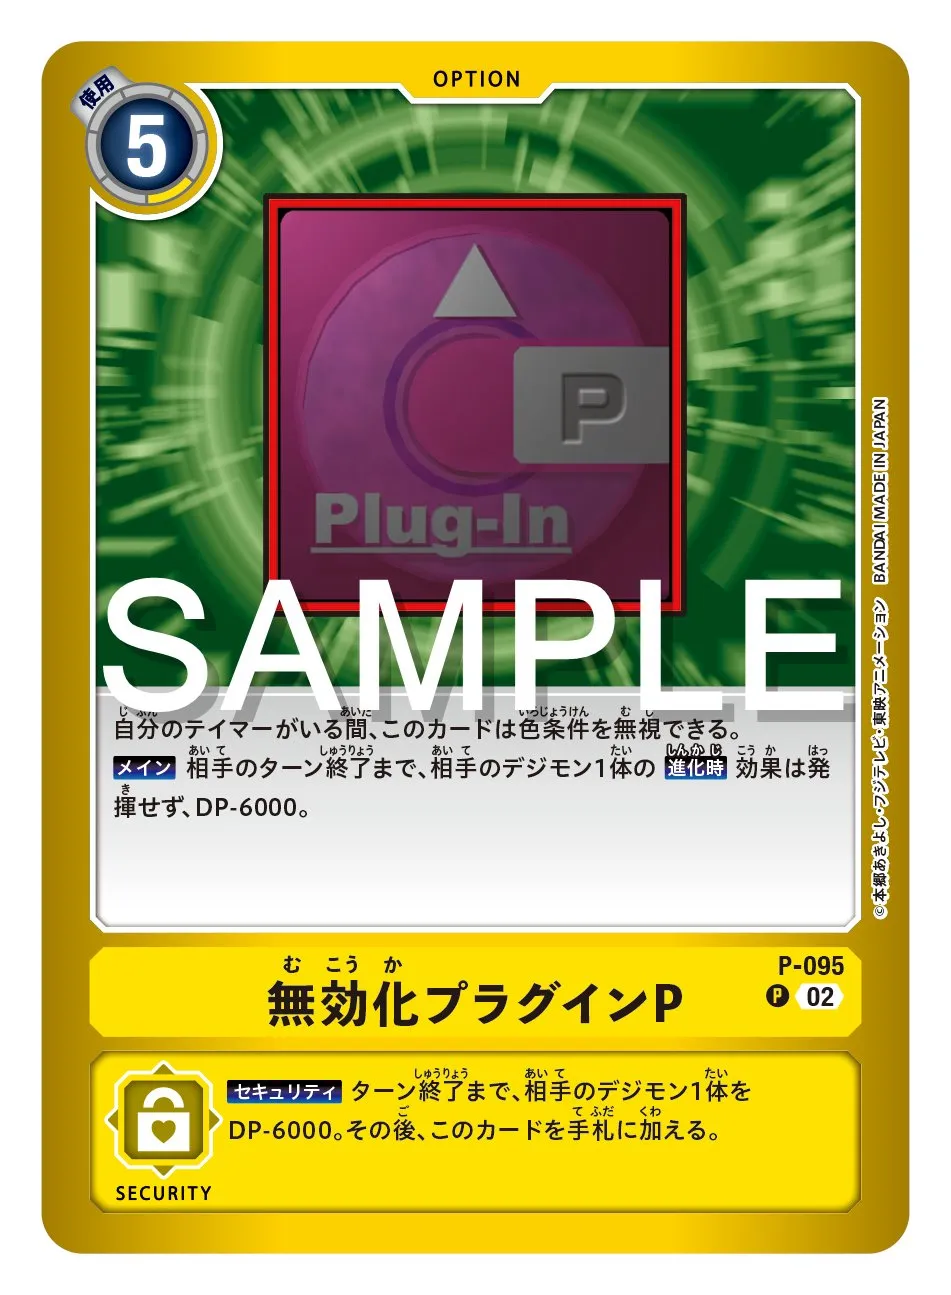 OPTION
使用
5
P
Plug-In
SAMPLE
自分のテイマーがいる間、このカードは色条件を無視できる。
メイン 相手のターン終了まで、相手のデジモン1体の 進化時 効果は発
揮せず、DP-6000。
©本郷あきよし・フジテレビ・東映アニメーション BANDAI MADE IN JAPAN
P-095
無効化プラグインP
P 02
セキュリティ ターン終了まで、相手のデジモン1体を
DP-6000。その後、このカードを手札に加える。
SECURITY